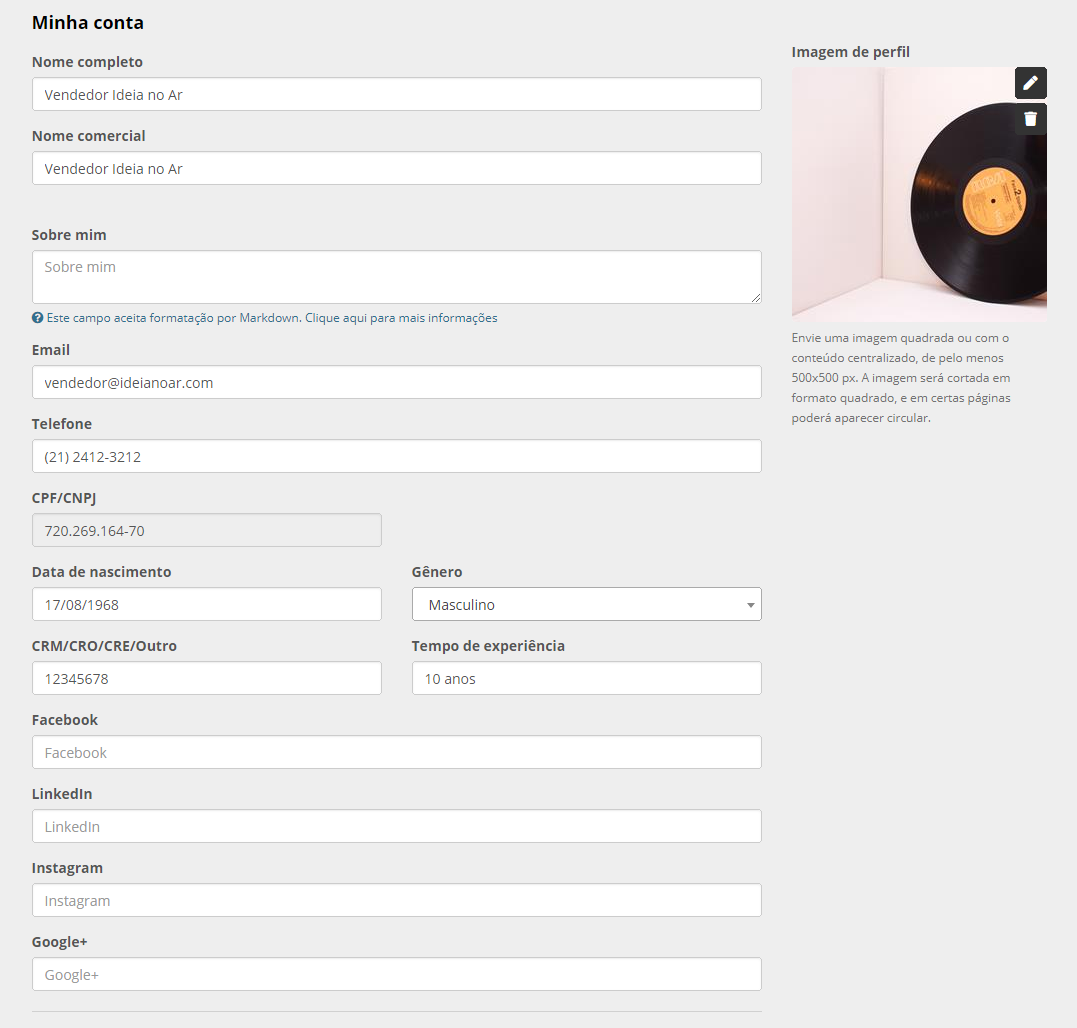 Minha conta
Nome completo
Vendedor Ideia no Ar
Nome comercial
Vendedor Ideia no Ar
Sobre mim
Sobre mim
Este campo aceita formatação por Markdown. Clique aqui para mais informações
Email
vendedor@ideianoar.com
Telefone
(21) 2412-3212
CPF/CNPJ
720.269.164-70
Data de nascimento
17/08/1968
Gênero
Masculino
CRM/CRO/CRE/Outro
12345678
Tempo de experiência
10 anos
Facebook
Facebook
LinkedIn
LinkedIn
Instagram
Instagram
Google+
Google+
Imagem de perfil
2
Envie uma imagem quadrada ou com o
conteúdo centralizado, de pelo menos
500x500 px. A imagem será cortada em
formato quadrado, e em certas páginas
poderá aparecer circular.